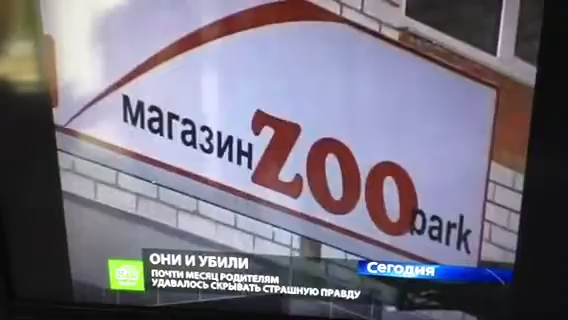 магазин ZOO park
ОНИ И УБИЛИ
ПОЧТИ МЕСЯЦ РОДИТЕЛЯМ
УДАВАЛОСЬ СКРЫВАТЬ СТРАШНУЮ ПРАВДУ
Сегодня